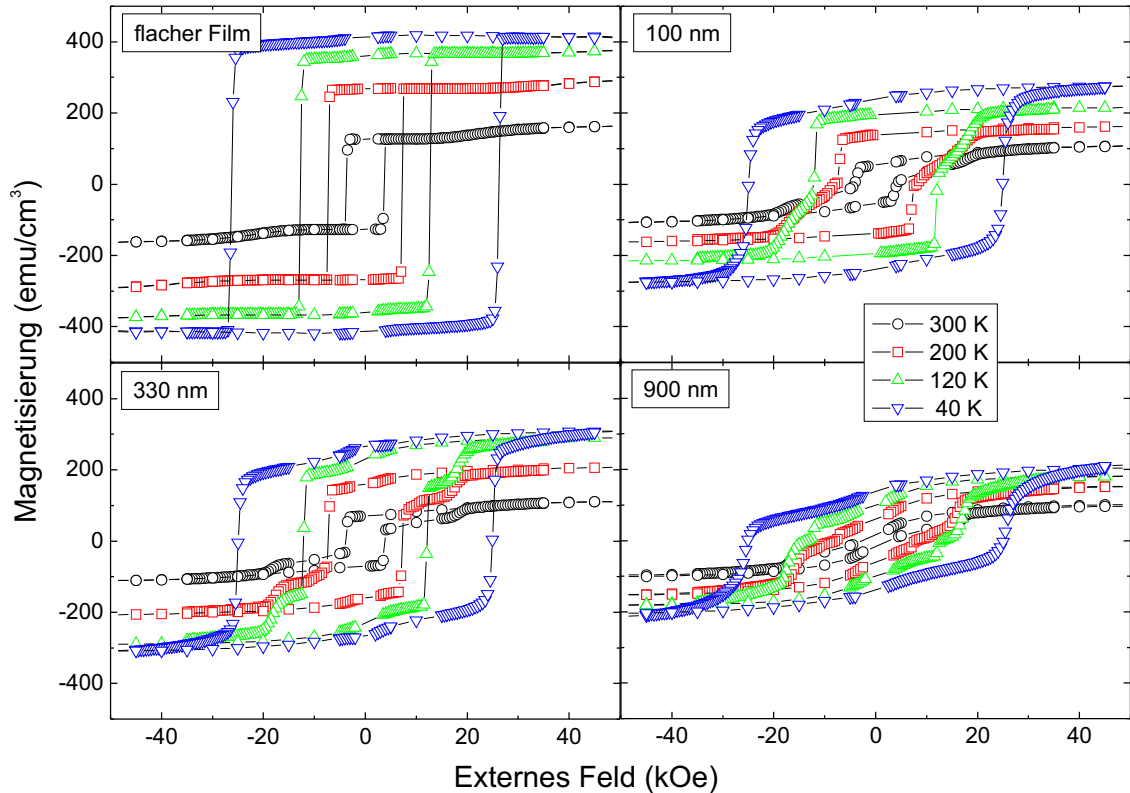 flacher Film
100 nm
400
200
0
-200
-400
300 K
200 K
120 K
40 K
330 nm
900 nm
400
200
0
-200
-400
-40 -20 0 20 40
-40 -20 0 20 40
Magnetisierung (emu/cm³)
Externes Feld (kOe)